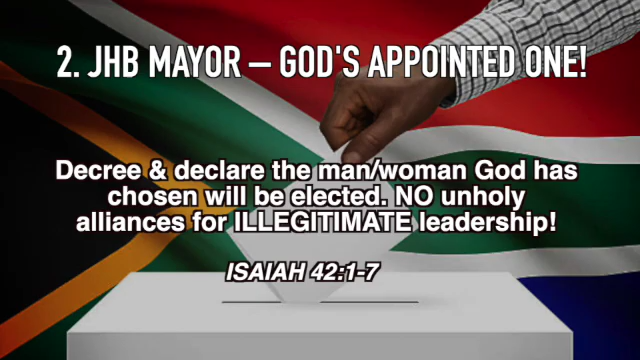 2. JHB MAYOR – GOD'S APPOINTED ONE!
Decree & declare the man/woman God has
chosen will be elected. NO unholy
alliances for ILLEGITIMATE leadership!
ISAIAH 42:1-7